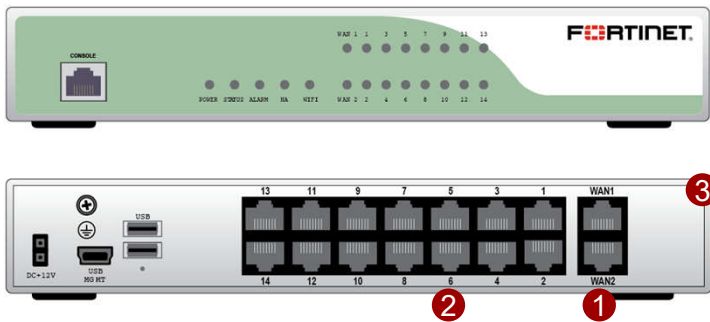 FORTINET
CONSOLE
WAN 1 1 3 5 7 9 11 13
POWER STATUS ALARM HA WIFI WAN 2 2 4 6 8 10 12 14
13 11 9 7 5 3 1 WAN1
3
USB
DC+12V
USB
MGMT
14 12 10 8 6 4 2 WAN2
2 1